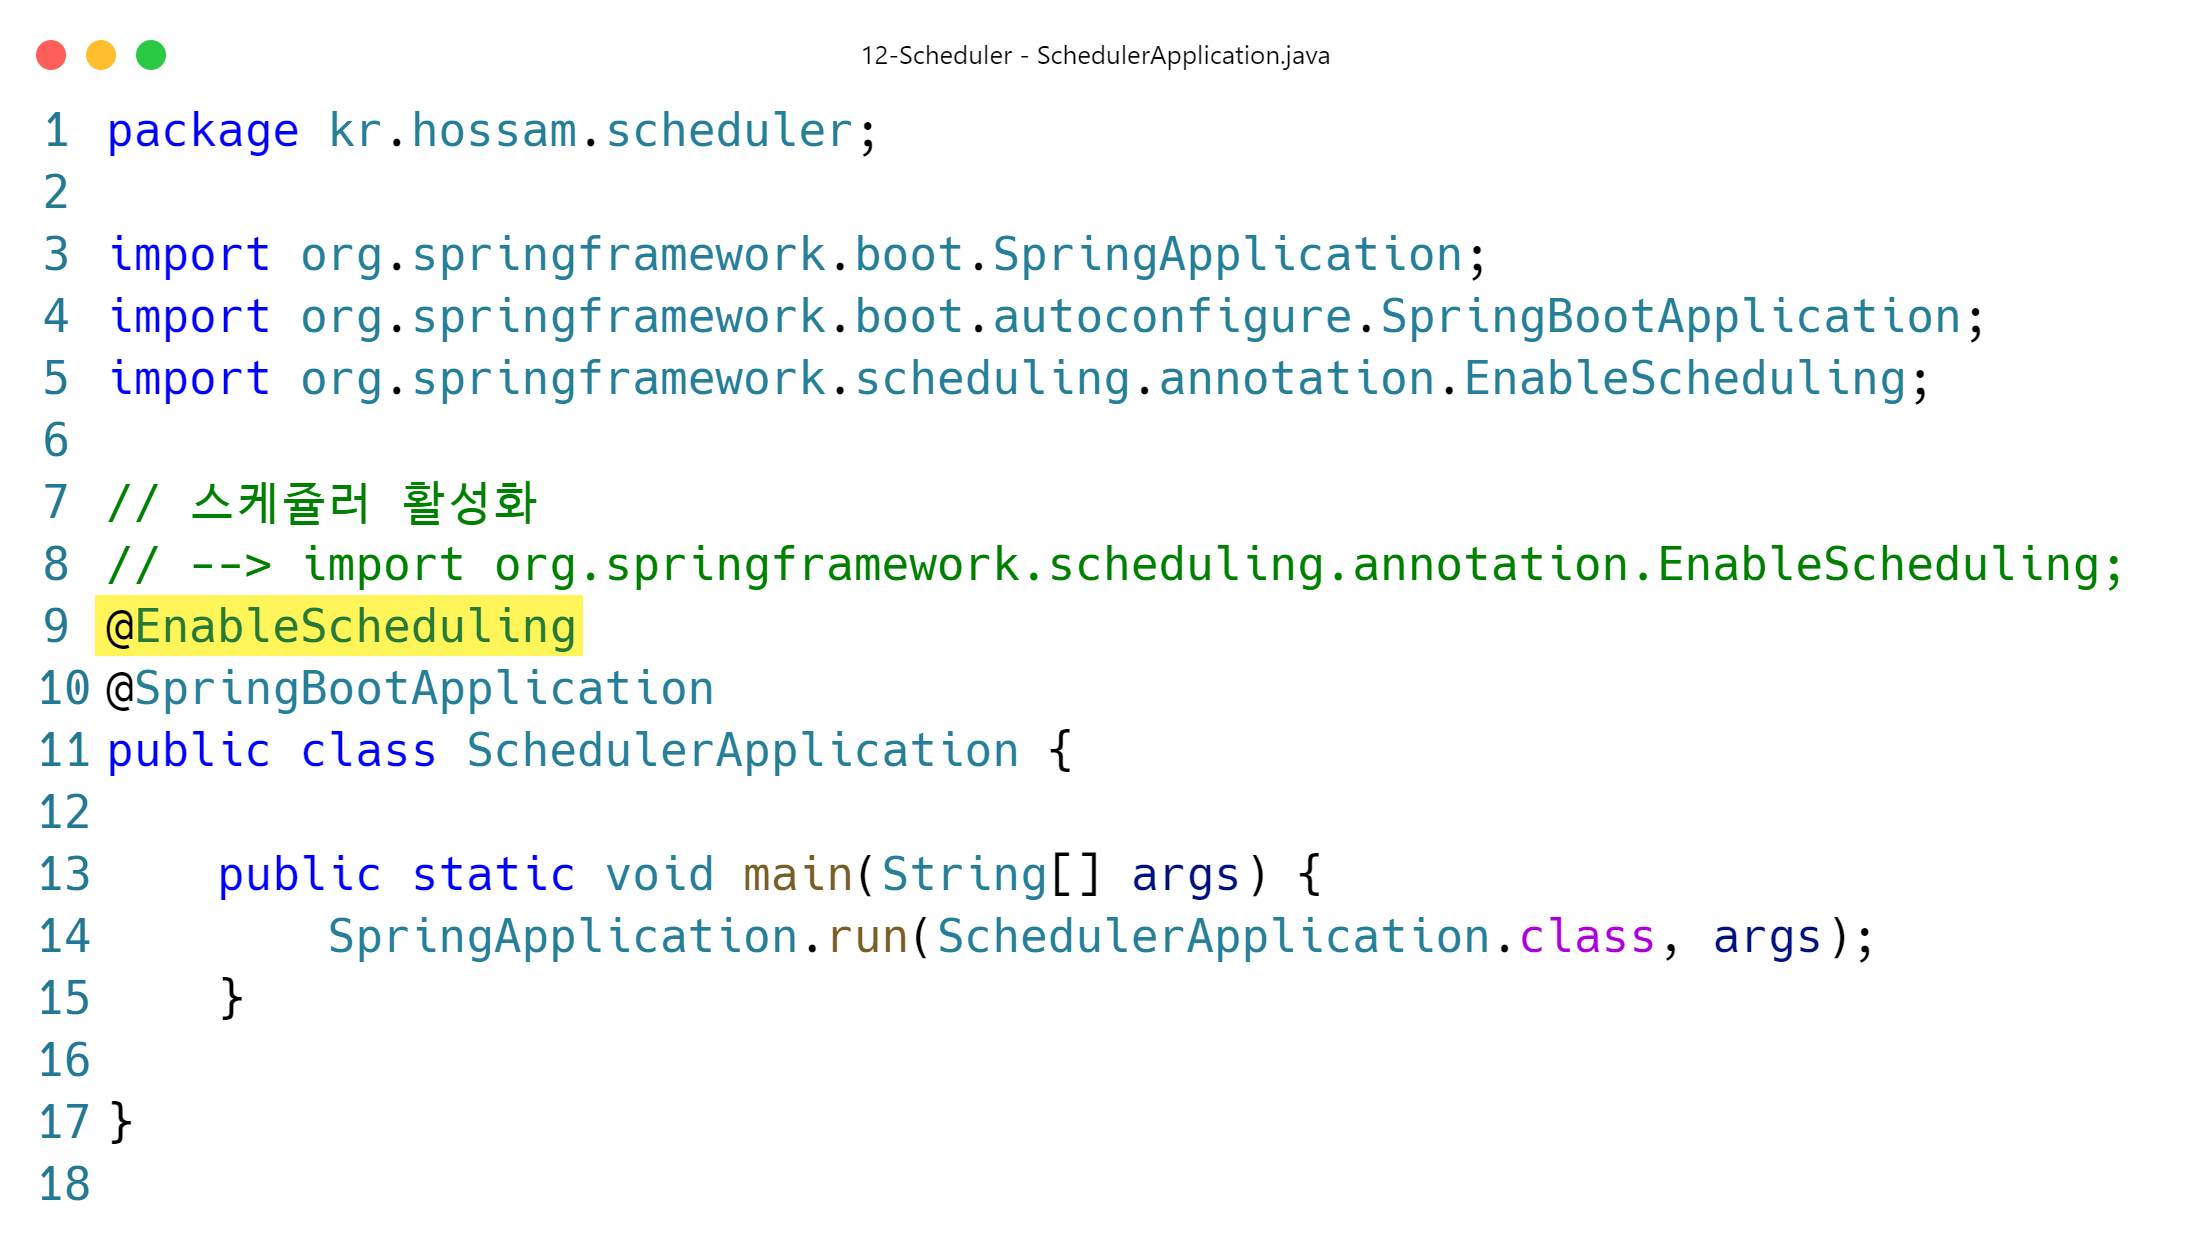 12-Scheduler - SchedulerApplication.java
1 package kr.hossam.scheduler;
2
3 import org.springframework.boot.SpringApplication;
4 import org.springframework.boot.autoconfigure.SpringBootApplication;
5 import org.springframework.scheduling.annotation.EnableScheduling;
6
7 // 스케쥴러 활성화
8 // --> import org.springframework.scheduling.annotation.EnableScheduling;
9 @EnableScheduling
10 @SpringBootApplication
11 public class SchedulerApplication {
12
13     public static void main(String[] args) {
14         SpringApplication.run(SchedulerApplication.class, args);
15     }
16
17 }
18